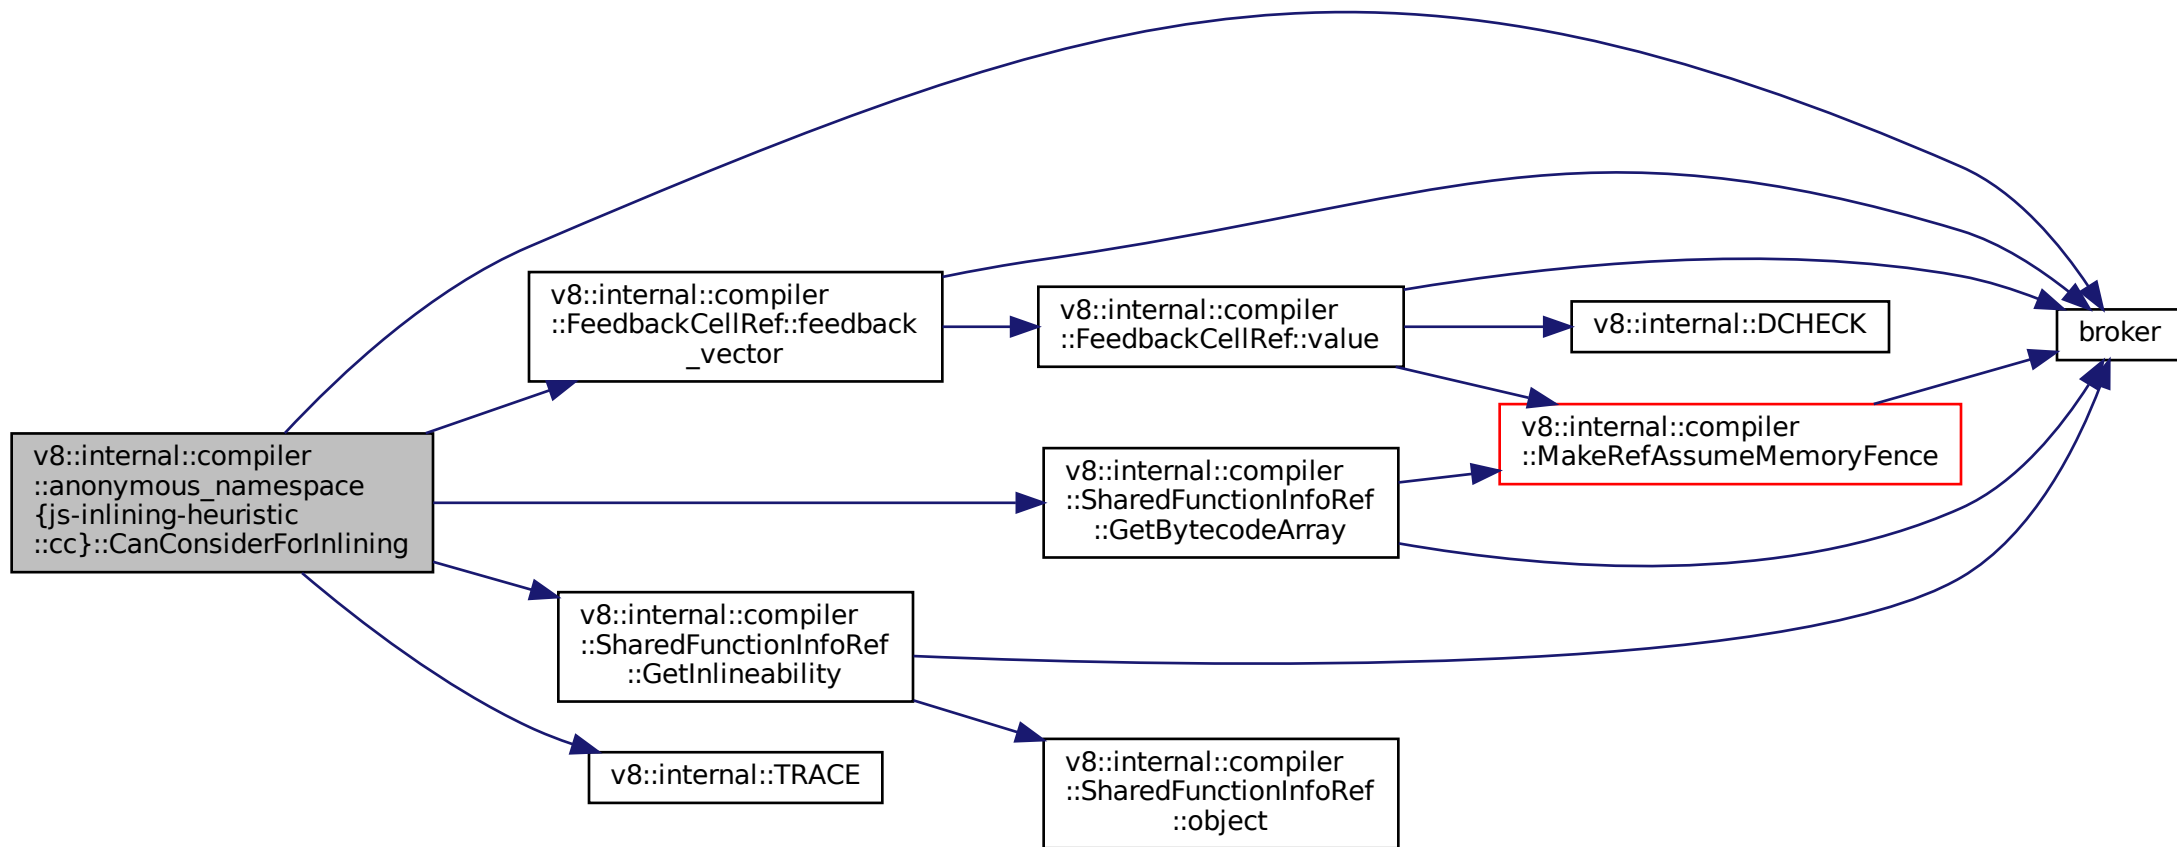 v8::internal::compiler
::anonymous_namespace
{js-inlining-heuristic
::cc}::CanConsiderForInlining
v8::internal::compiler
::FeedbackCellRef::feedback
_vector
v8::internal::compiler
::FeedbackCellRef::value
v8::internal::DCHECK
broker
v8::internal::compiler
::MakeRefAssumeMemoryFence
v8::internal::compiler
::SharedFunctionInfoRef
::GetBytecodeArray
v8::internal::compiler
::SharedFunctionInfoRef
::GetInlineability
v8::internal::TRACE
v8::internal::compiler
::SharedFunctionInfoRef
::object